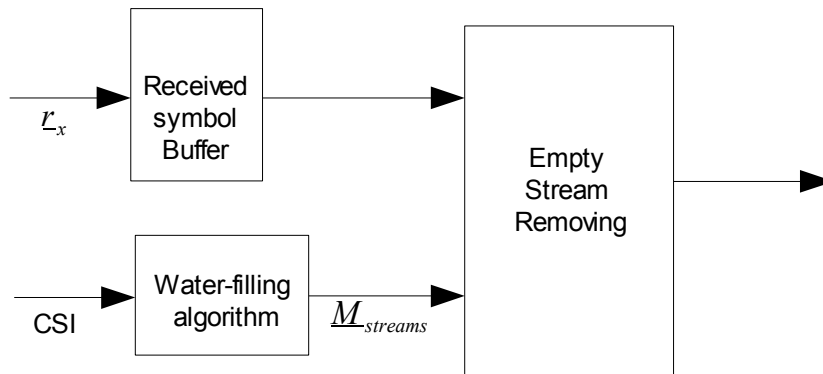 Received
symbol
Buffer
r_x
Empty
Stream
Removing
Water-filling
algorithm
CSI
M_streams